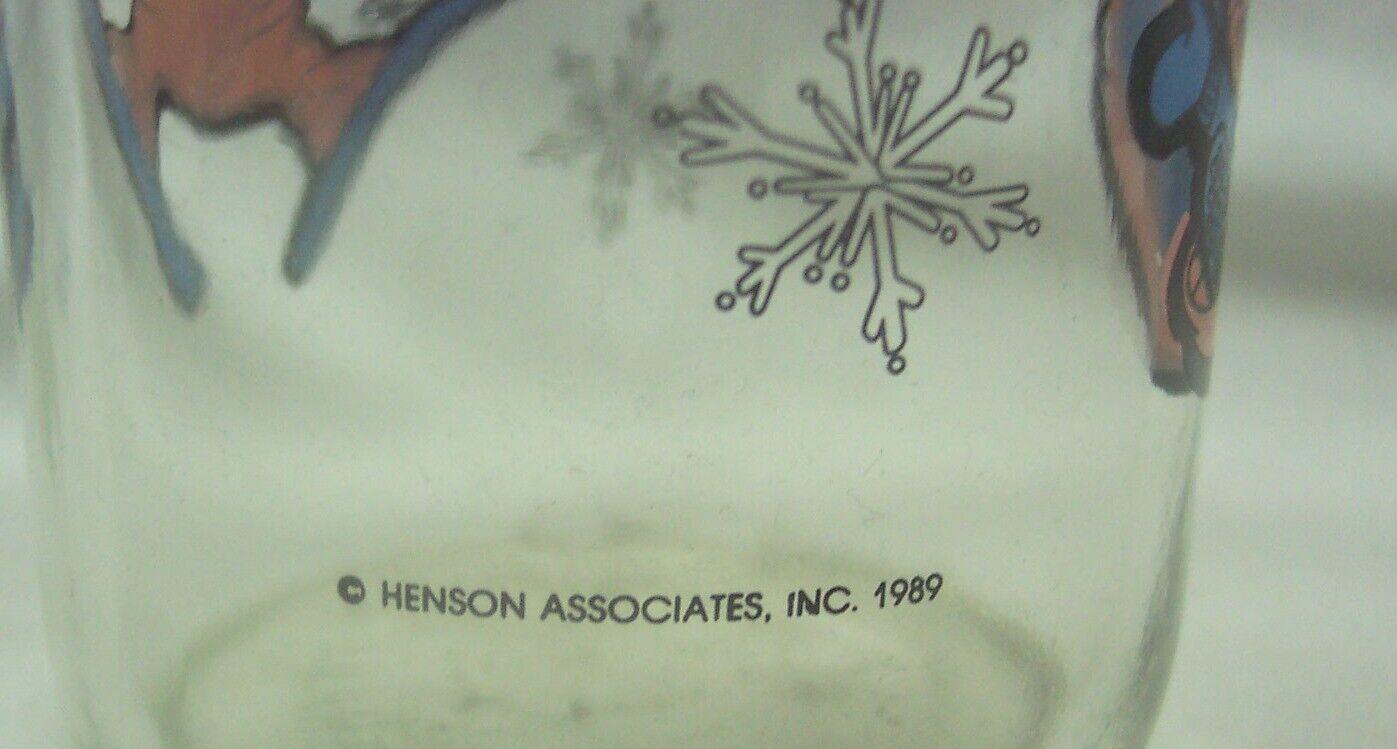 © HENSON ASSOCIATES, INC. 1989